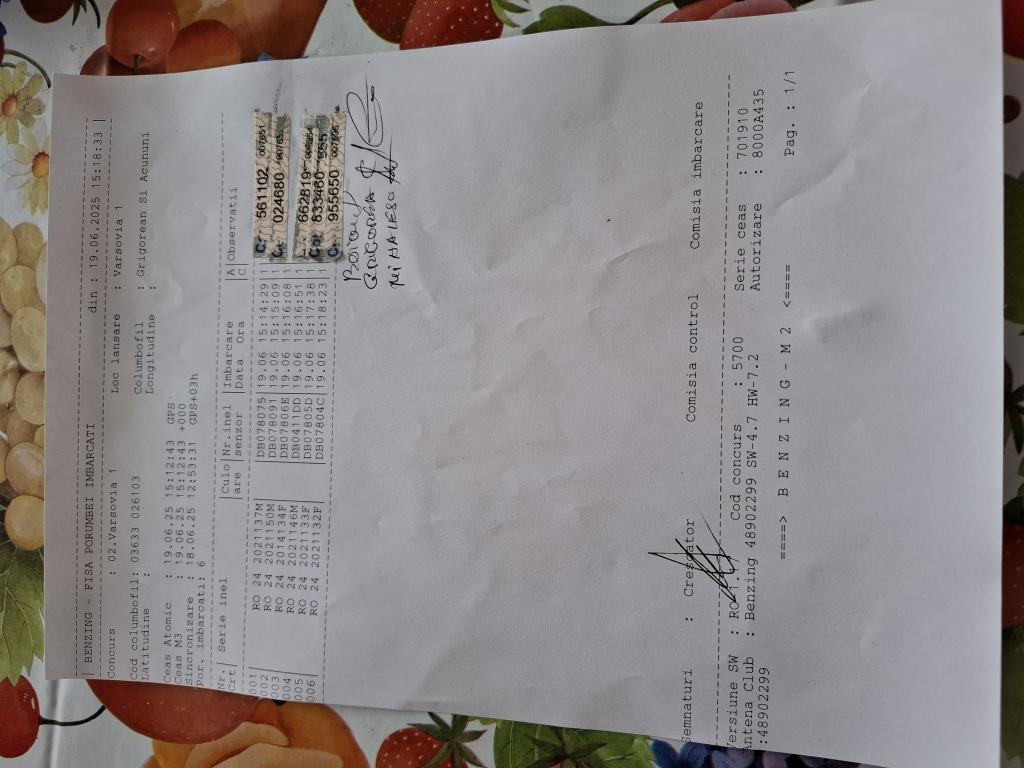 | BENZING - FISA PORUMBEI IMBARCATI din : 19.06.2025 15:18:33 |
Concurs : 02.Varsovia 1 Loc lansare : Varsovia 1
Cod columbofil: 03633 026103 Columbofil : Grigorean Si Acununi
Latitudine : Longitudine :
Ceas Atomic : 19.06.25 15:12:43 GPS
Ceas M3 : 19.06.25 15:12:43 +000
Sincronizare : 18.06.25 12:53:31 GPS+03h
Por. imbarcati: 6
Nr.| Serie inel |Culo|Nr.inel |Imbarcare |A|Observatii
Crt| |are |senzor |Data Ora |C|
001| RO 24 2021137M | |DB078075|19.06 15:14:29|1| 561102
002| RO 24 2021150M | |DB078091|19.06 15:15:09|1| 024680
003| RO 24 2014134F | |DB07806E|19.06 15:16:08|1|
004| RO 24 2021146M | |DB0411DD|19.06 15:16:51|1| 662819
005| RO 24 2021133F | |DB07805D|19.06 15:17:38|1| 833460
006| RO 24 2021132F | |DB07804C|19.06 15:18:23|1| 955650
GRIGOREA
MIHALESC
Semnaturi : Crescator Comisia control Comisia imbarcare
Versiune SW : Cod concurs : 5700 Serie ceas : 701910
Antena Club : Benzing 48902299 SW-4.7 HW-7.2 Autorizare : 8000A435
:48902299
====> B E N Z I N G - M 2 <==== Pag. : 1/1